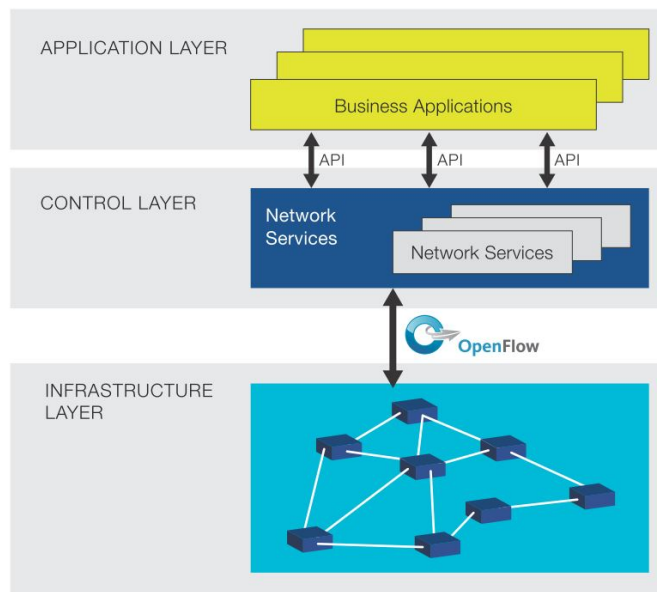 APPLICATION LAYER
Business Applications
API
API
API
CONTROL LAYER
Network
Services
Network Services
OpenFlow
INFRASTRUCTURE
LAYER